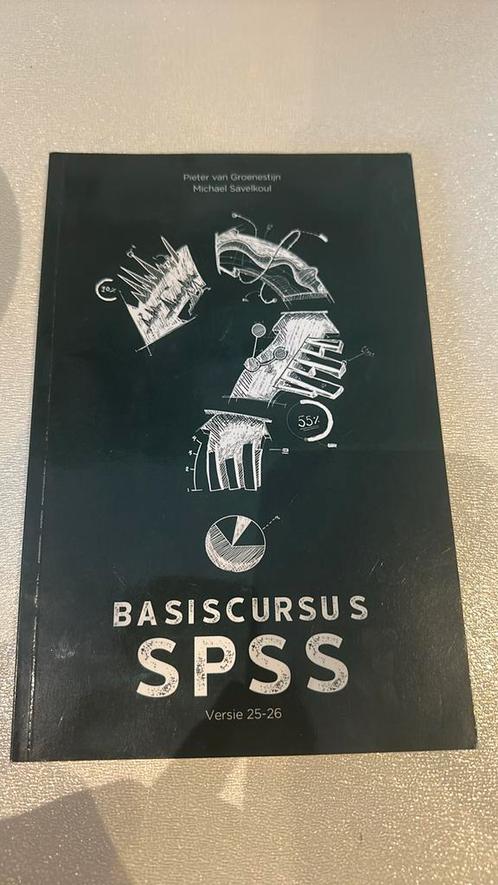 Pieter van Groenestijn
Michael Savelkoul
55%
BASISCURSUS
SPSS
Versie 25-26